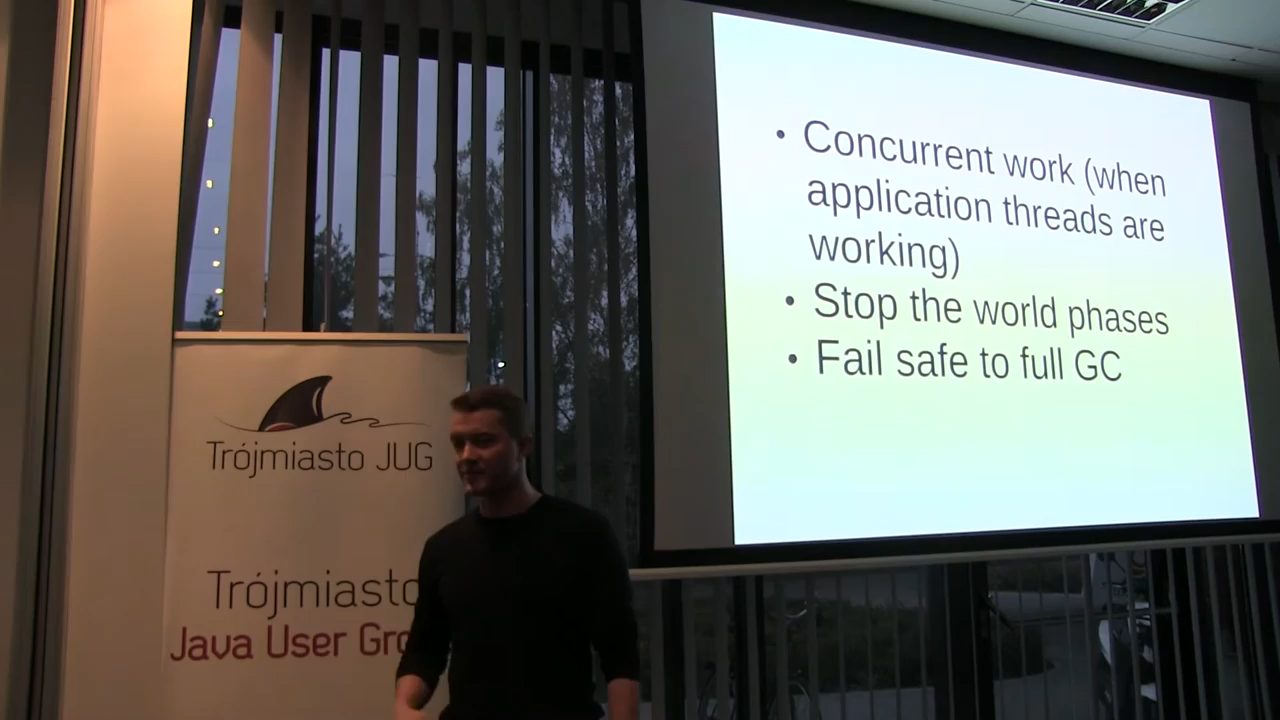 • Concurrent work (when
application threads are
working)
• Stop the world phases
• Fail safe to full GC
Trójmiasto JUG
Trójmiasto
Java User